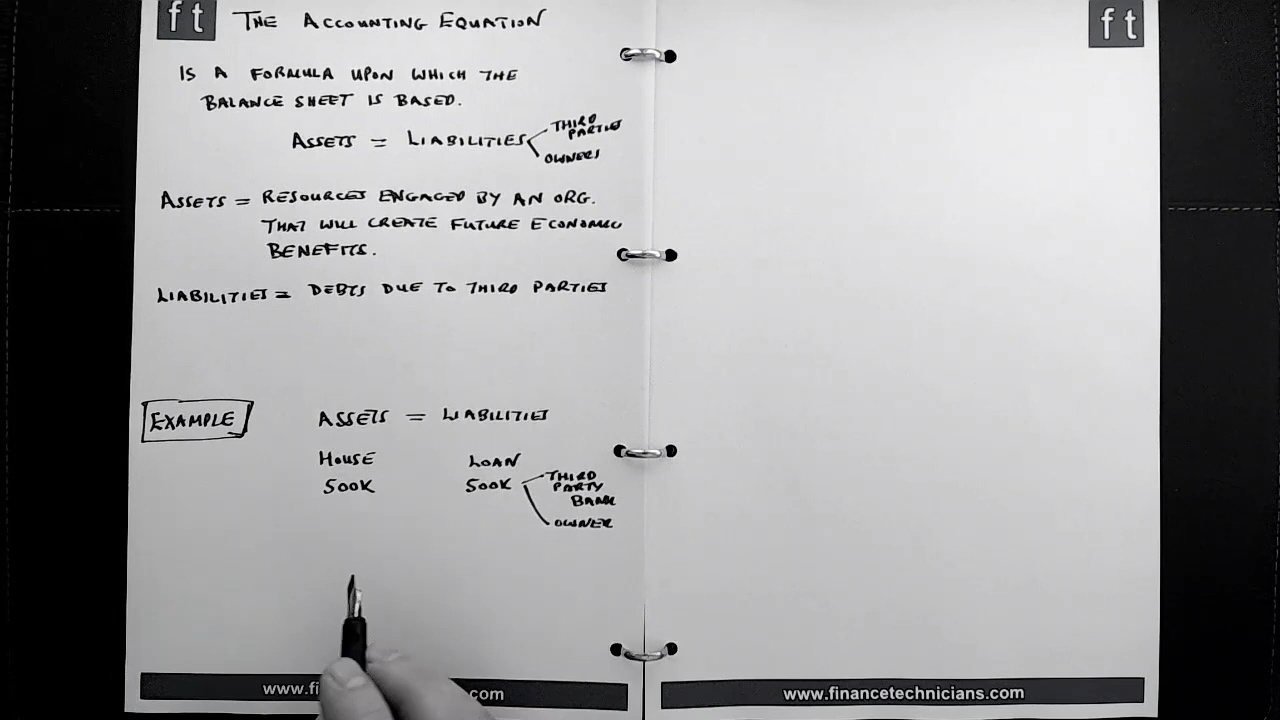 ft THE ACCOUNTING EQUATION
IS A FORMULA UPON WHICH THE
BALANCE SHEET IS BASED.
ASSETS = LIABILITIES THIRD
PARTIES
OWNERS
ASSETS = RESOURCES ENGAGED BY AN ORG.
THAT WILL CREATE FUTURE ECONOMIC
BENEFITS.
LIABILITIES = DEBTS DUE TO THIRD PARTIES
EXAMPLE ASSETS = LIABILITIES
HOUSE LOAN
500K 500K THIRD
PARTY
BANK
OWNER
www.fi com
ft
www.financetechnicians.com